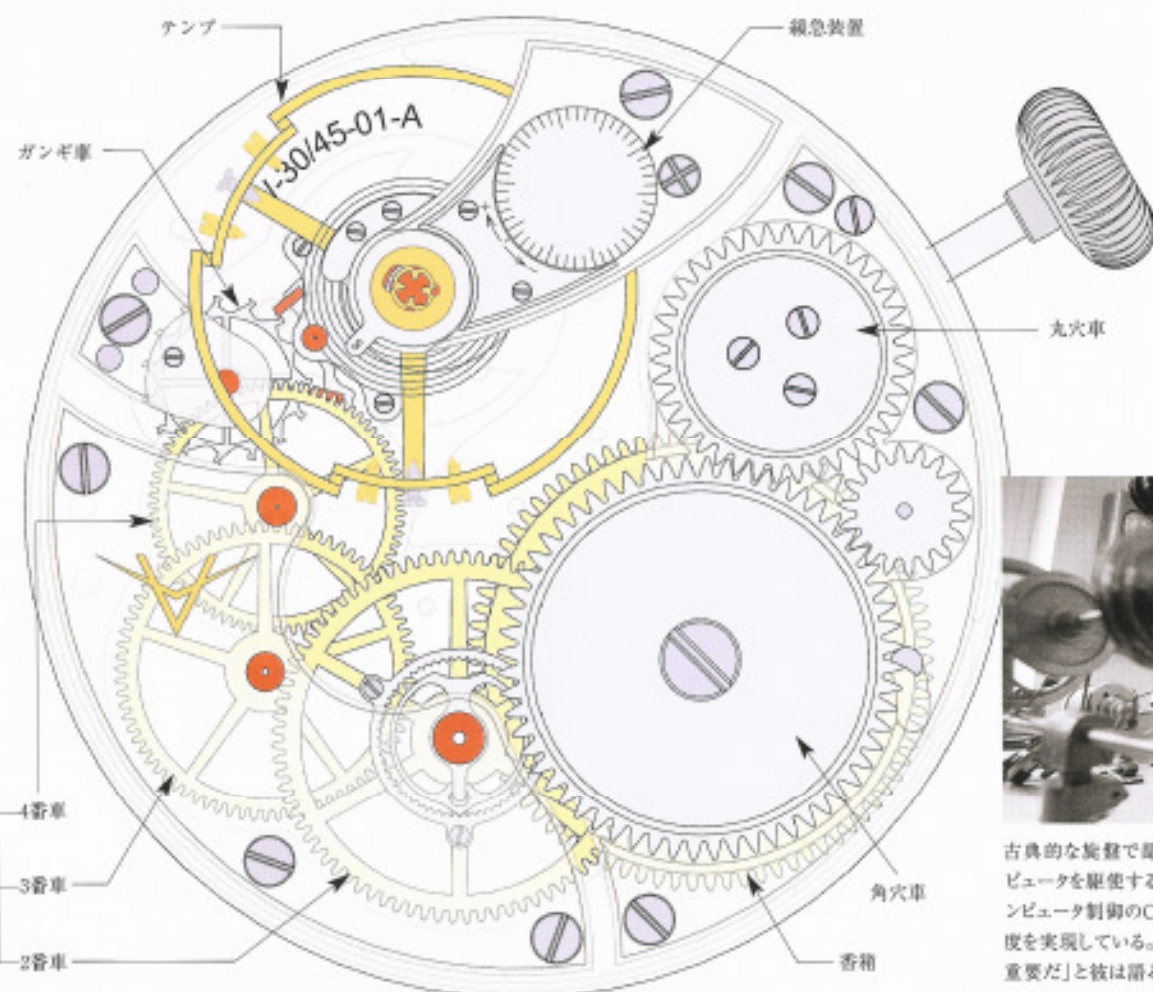 テンプ
緩急装置
ガンギ車
V-30/45-01-A
丸穴車
4番車
3番車
2番車
角穴車
香箱
古典的な旋盤で
ピュータを駆使する
ンピュータ制御のC
度を実現している。
重要だ」と彼は語